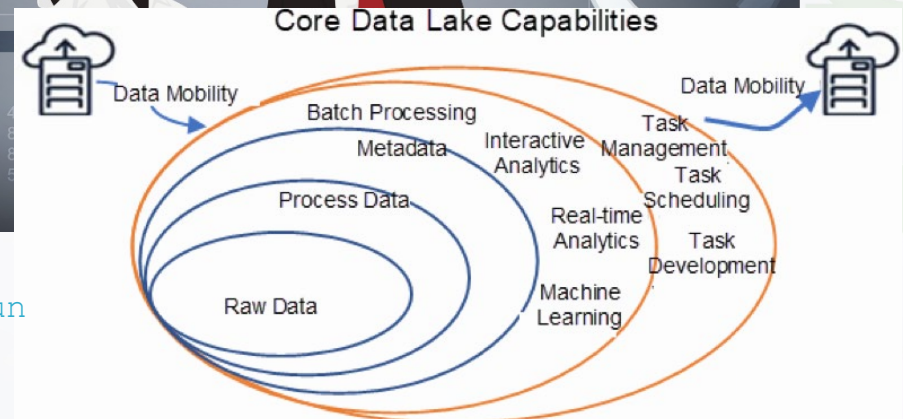 Core Data Lake Capabilities
Data Mobility
Data Mobility
Batch Processing
Metadata
Interactive
Analytics
Task
Management
Task
Scheduling
Process Data
Real-time
Analytics
Task
Development
Raw Data
Machine
Learning